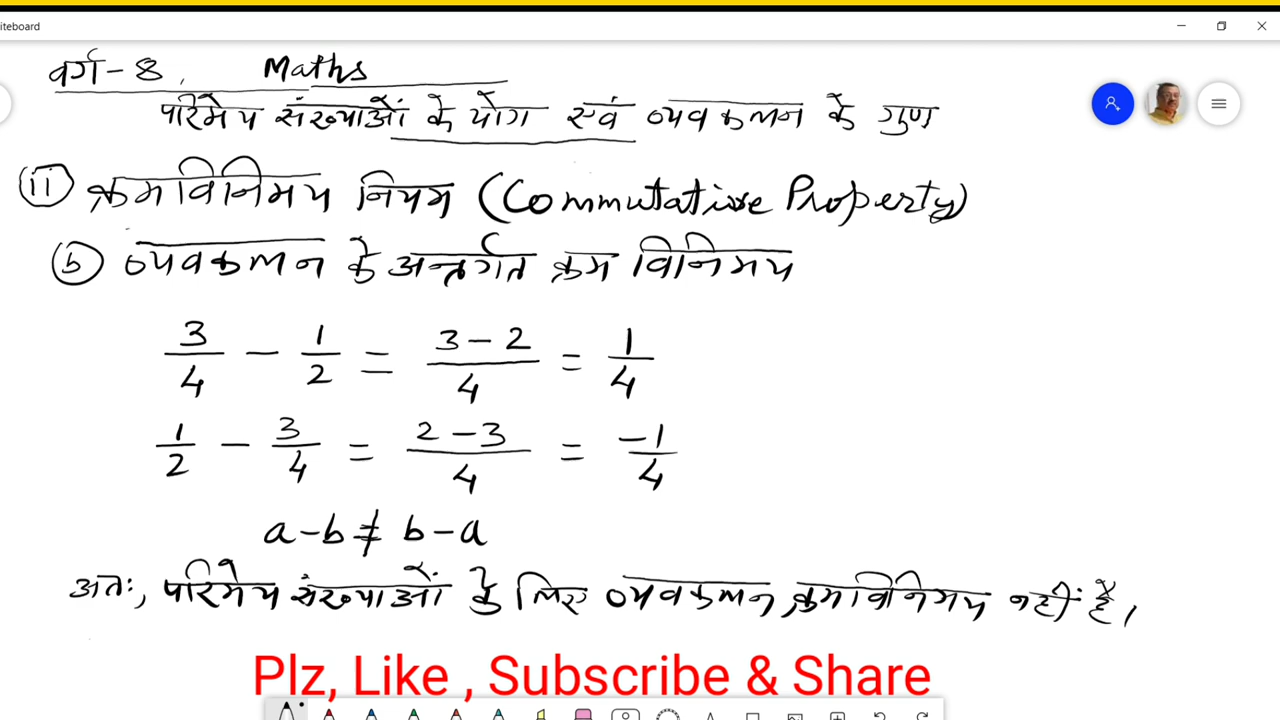 iteboard
वर्ग-8, Maths
परिमेय संख्याओं के योग एवं व्यवकलन के गुण
(ii) क्रमविनिमय नियम (Commutative Property)
(b) व्यवकलन के अन्तर्गत क्रम विनिमय
3/4 - 1/2 = (3-2)/4 = 1/4
1/2 - 3/4 = (2-3)/4 = -1/4
a-b ≠ b-a
अतः, परिमेय संख्याओं के लिए व्यवकलन क्रमविनिमय नहीं है।
Plz, Like , Subscribe & Share